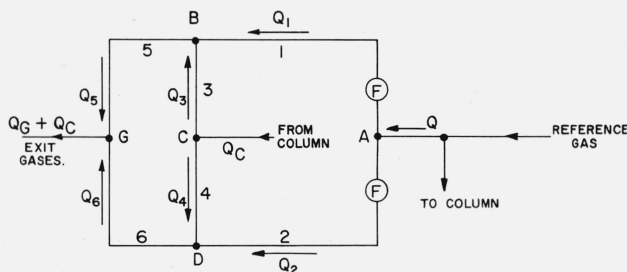 B
Q1
5
1
Q5
Q3
3
F
QG + QC
G
C
FROM
COLUMN
QC
A
Q
REFERENCE
GAS
EXIT
GASES.
Q6
Q4
4
F
TO COLUMN
6
2
D
Q2